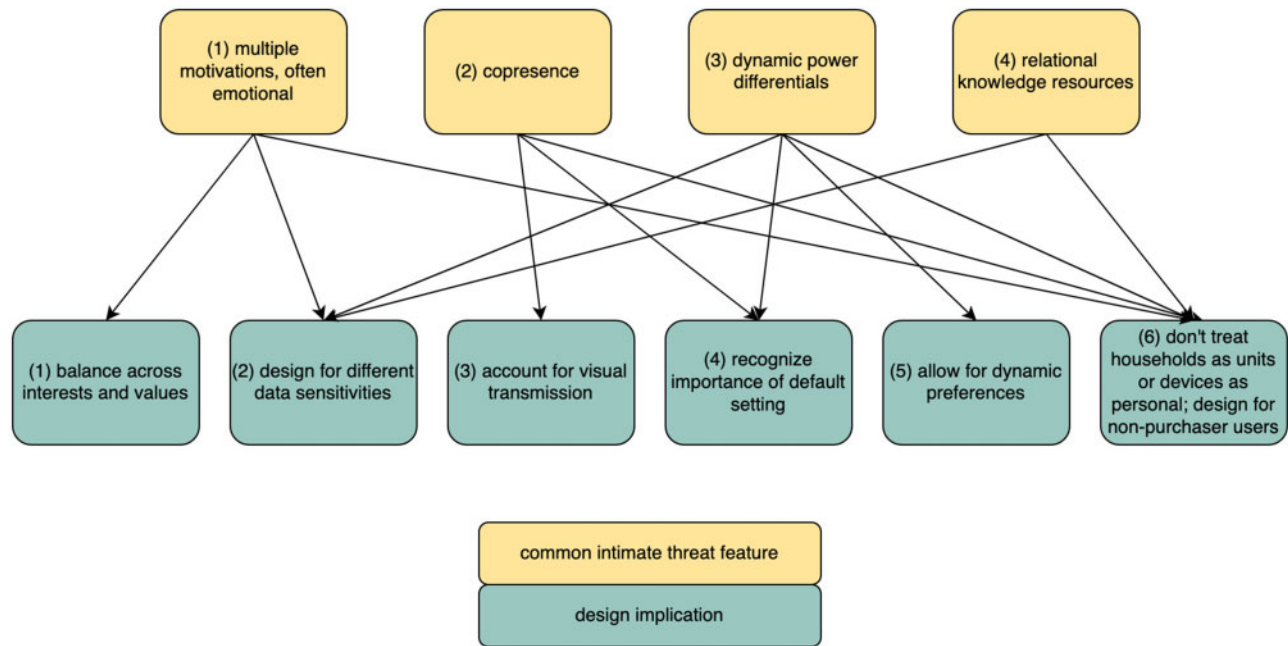 (1) multiple
motivations, often
emotional
(2) copresence
(3) dynamic power
differentials
(4) relational
knowledge resources
(1) balance across
interests and values
(2) design for different
data sensitivities
(3) account for visual
transmission
(4) recognize
importance of default
setting
(5) allow for dynamic
preferences
(6) don't treat
households as units
or devices as
personal; design for
non-purchaser users
common intimate threat feature
design implication